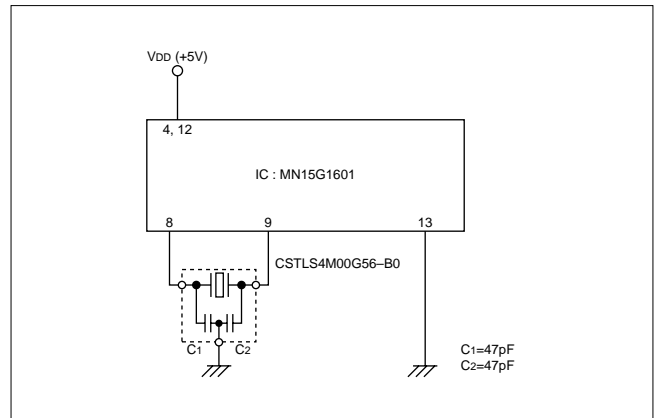 VDD (+5V)
4, 12
IC : MN15G1601
8 9 13
CSTLS4M00G56–B0
C1 C2
C1=47pF
C2=47pF